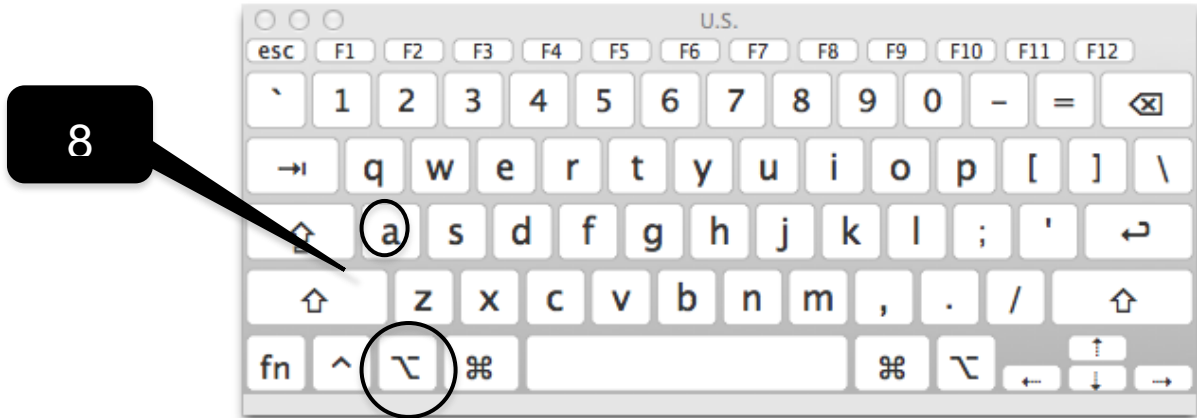 U.S.
esc F1 F2 F3 F4 F5 F6 F7 F8 F9 F10 F11 F12
` 1 2 3 4 5 6 7 8 9 0 - = ⌫
8
⇥ q w e r t y u i o p [ ] \
⇪ a s d f g h j k l ; ' ↩
⇧ z x c v b n m , . / ⇧
fn ^ ⌥ ⌘ ⌘ ⌥ ← ↑ ↓ →